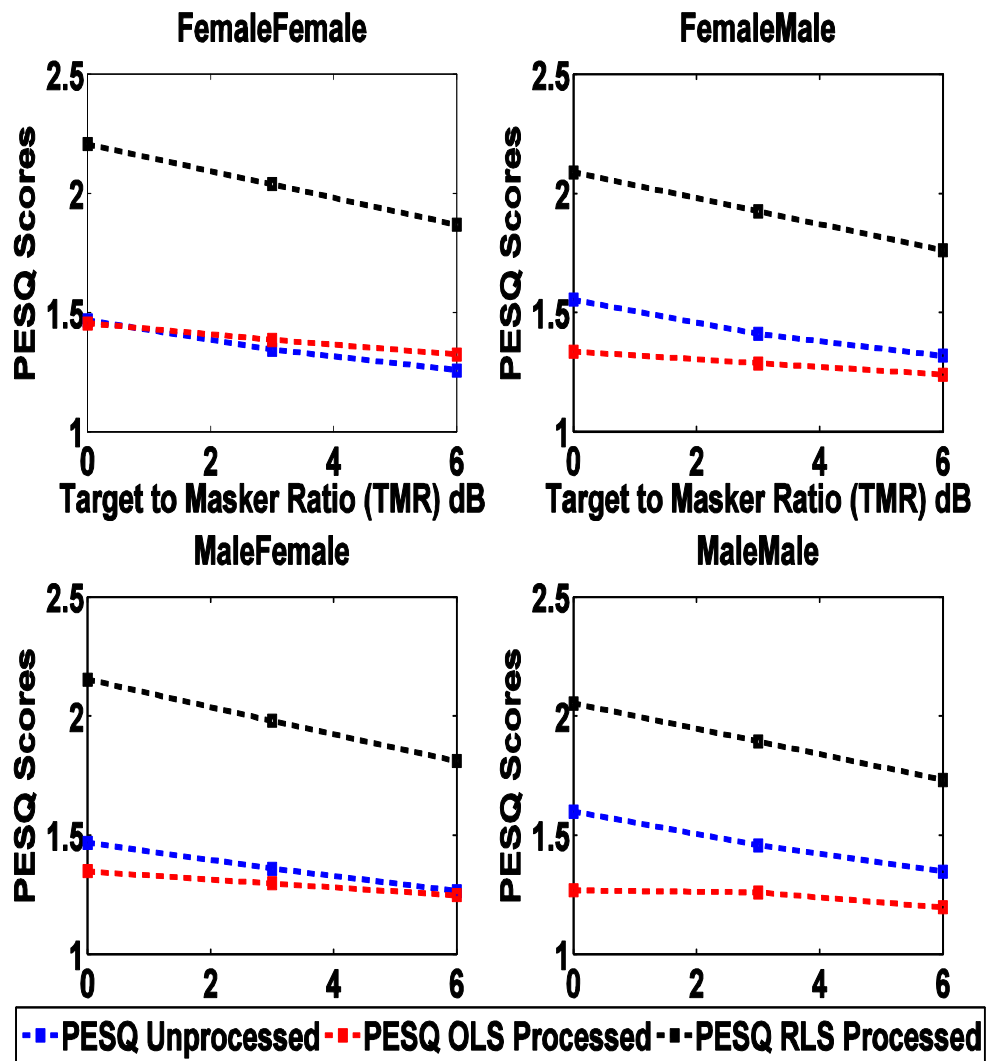 FemaleFemale
PESQ Scores
2.5
2
1.5
1
0 2 4 6
Target to Masker Ratio (TMR) dB
FemaleMale
PESQ Scores
2.5
2
1.5
1
0 2 4 6
Target to Masker Ratio (TMR) dB
MaleFemale
PESQ Scores
2.5
2
1.5
1
0 2 4 6
MaleMale
PESQ Scores
2.5
2
1.5
1
0 2 4 6
PESQ Unprocessed PESQ OLS Processed PESQ RLS Processed